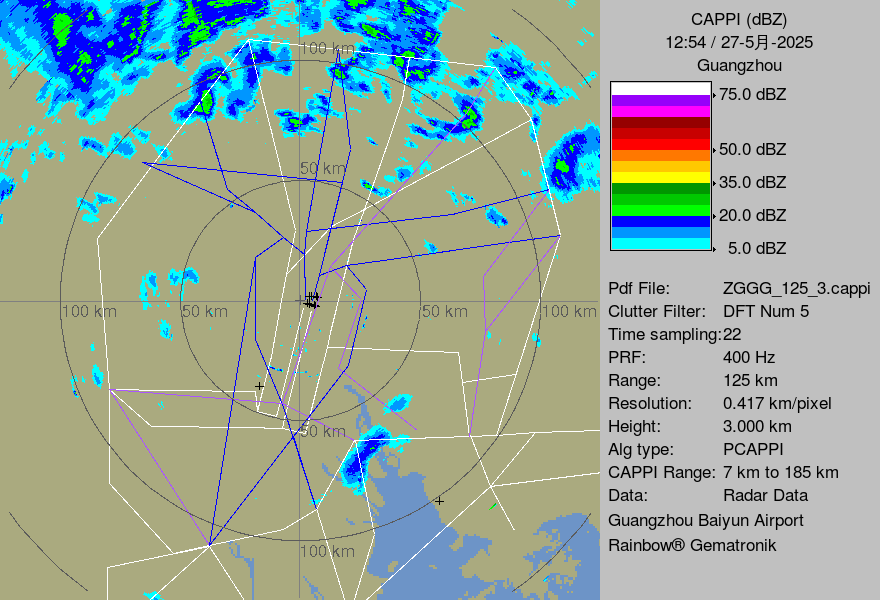 CAPPI (dBZ)
12:54 / 27-5月-2025
Guangzhou
75.0 dBZ
50.0 dBZ
35.0 dBZ
20.0 dBZ
5.0 dBZ
Pdf File: ZGGG_125_3.cappi
Clutter Filter: DFT Num 5
Time sampling:22
PRF: 400 Hz
Range: 125 km
Resolution: 0.417 km/pixel
Height: 3.000 km
Alg type: PCAPPI
CAPPI Range: 7 km to 185 km
Data: Radar Data
Guangzhou Baiyun Airport
Rainbow® Gematronik
100 km
50 km
100 km
50 km
50 km
100 km
50 km
100 km